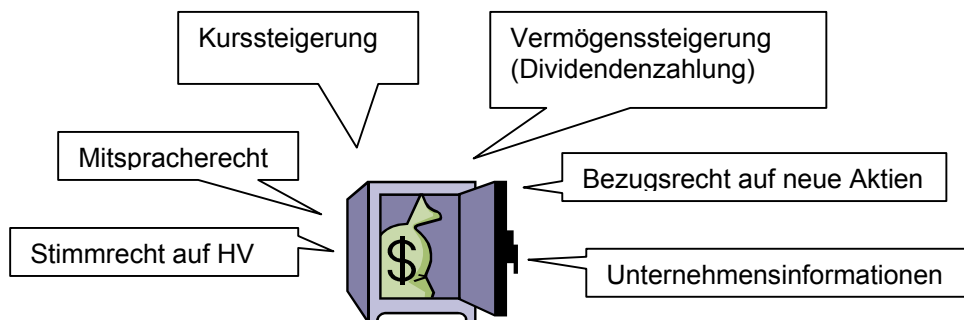 Kurssteigerung
Vermögenssteigerung
(Dividendenzahlung)
Mitspracherecht
Bezugsrecht auf neue Aktien
Stimmrecht auf HV
Unternehmensinformationen
$